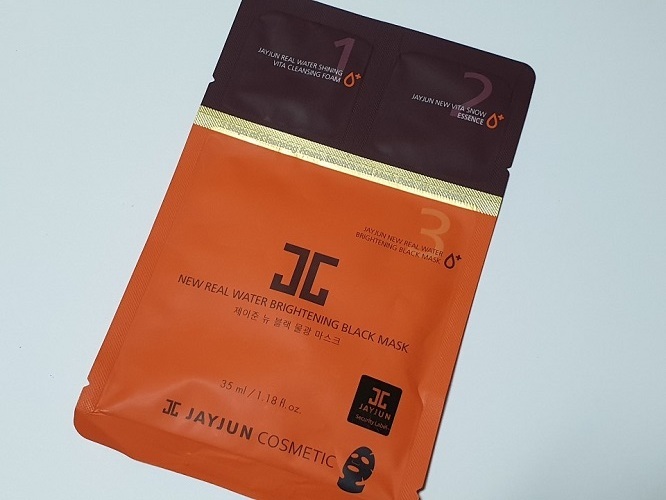 1
JAYJUN REAL WATER SHINING
VITA CLEANSING FOAM
2
JAYJUN NEW VITA SNOW
ESSENCE
3
JAYJUN NEW REAL WATER
BRIGHTENING BLACK MASK
NEW REAL WATER BRIGHTENING BLACK MASK
제이준 뉴 블랙 물광 마스크
35 ml / 1.18 fl.oz.
JAYJUN
Security Label
JAYJUN COSMETIC